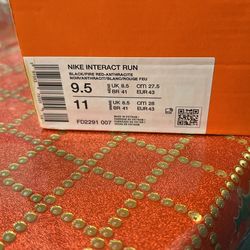 NIKE INTERACT RUN
BLACK/FIRE RED-ANTHRACITE
NOIR/ANTHRACIT/BLANC/ROUGE FEU
9.5 UK 8.5 cm 27.5
BR 41 EUR 43
11 UK 8.5 cm 28
BR 41 EUR 43
FD2291 007